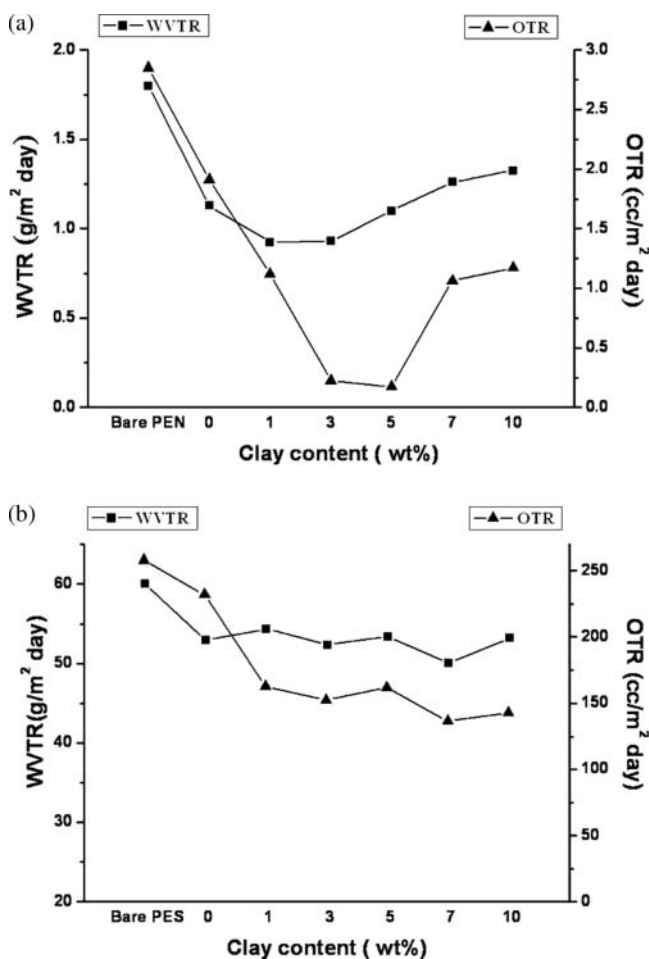 (a)
WVTR
OTR
2.0
1.5
1.0
0.5
0.0
WVTR (g/m² day)
3.0
2.5
2.0
1.5
1.0
0.5
0.0
OTR (cc/m² day)
Bare PEN 0 1 3 5 7 10
Clay content ( wt%)
(b)
WVTR
OTR
60
50
40
30
20
WVTR(g/m² day)
250
200
150
100
50
0
OTR (cc/m² day)
Bare PES 0 1 3 5 7 10
Clay content ( wt%)